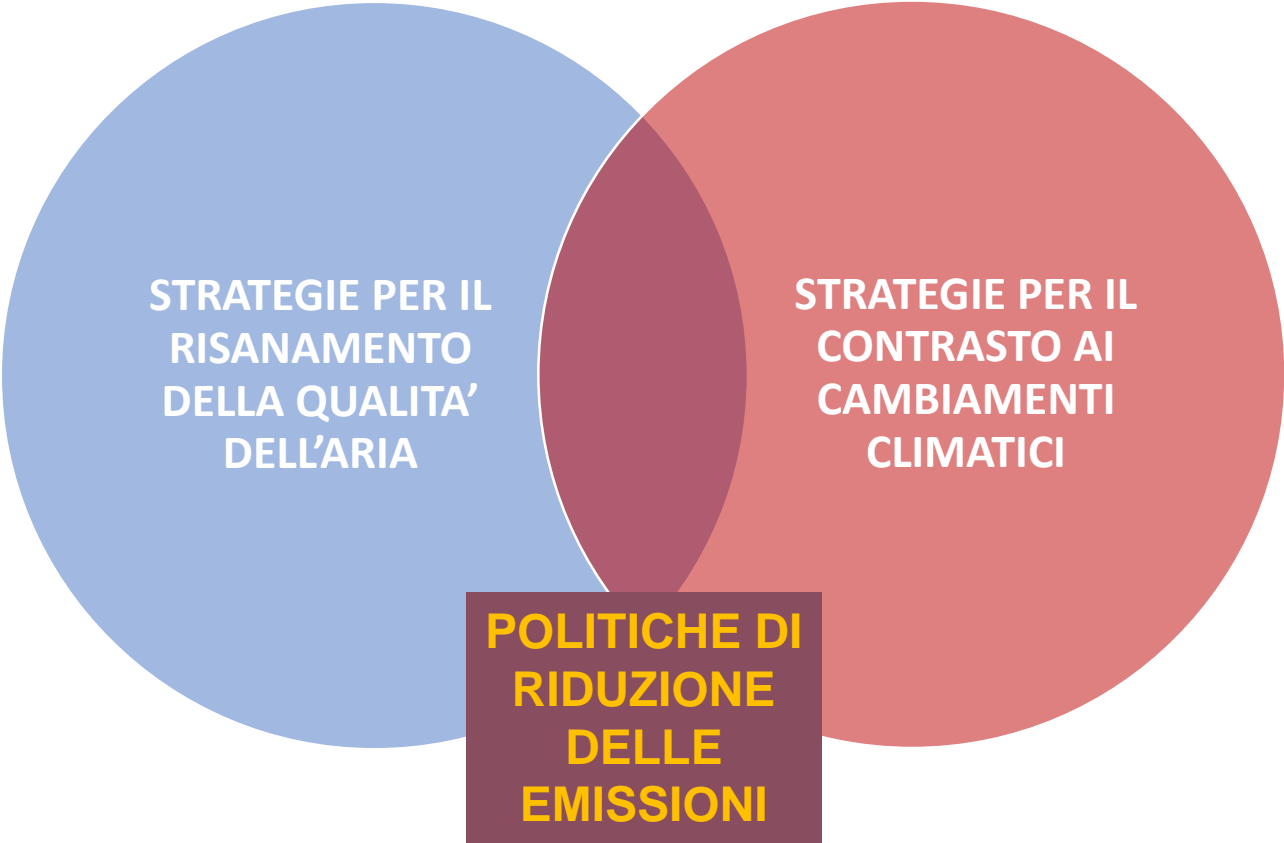 STRATEGIE PER IL
RISANAMENTO
DELLA QUALITA’
DELL’ARIA
STRATEGIE PER IL
CONTRASTO AI
CAMBIAMENTI
CLIMATICI
POLITICHE DI
RIDUZIONE
DELLE
EMISSIONI